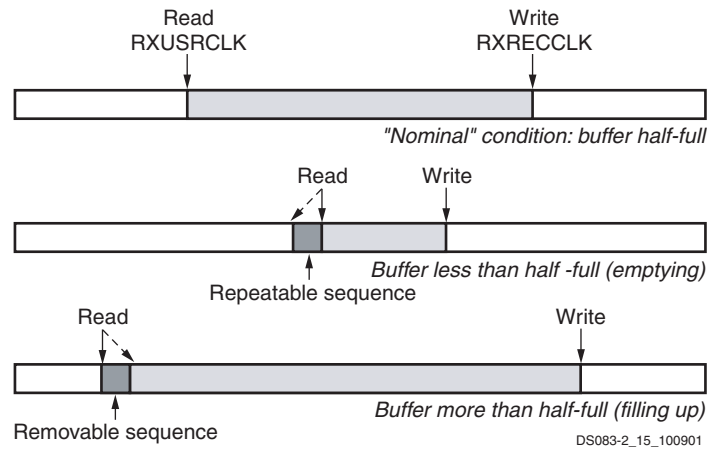 Read
RXUSRCLK
Write
RXRECCLK
"Nominal" condition: buffer half-full
Read
Write
Buffer less than half -full (emptying)
Repeatable sequence
Read
Write
Buffer more than half-full (filling up)
Removable sequence
DS083-2_15_100901